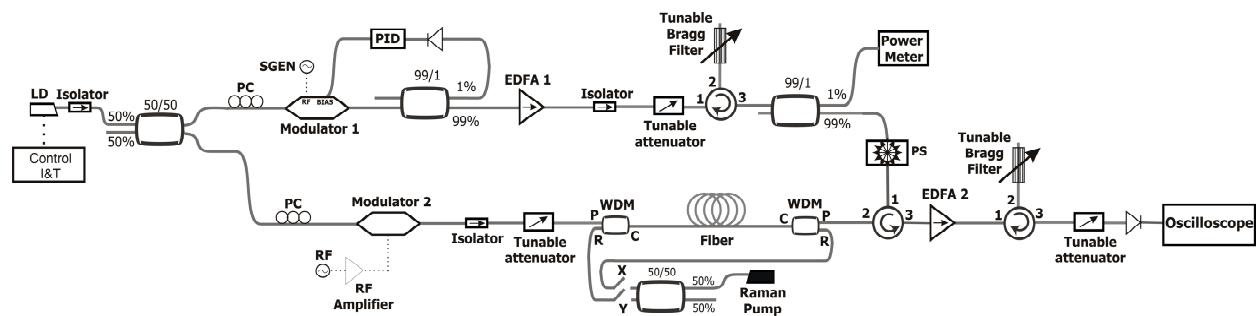 LD
Isolator
Control
I&T
50%
50%
50/50
PC
SGEN
RF BIAS
Modulator 1
PID
99/1
1%
99%
EDFA 1
Isolator
Tunable
attenuator
Tunable
Bragg
Filter
1
2
3
99/1
1%
99%
Power
Meter
PS
PC
Modulator 2
RF
RF
Amplifier
Isolator
Tunable
attenuator
P
R
WDM
C
Fiber
WDM
C
P
R
X
Y
50/50
50%
50%
Raman
Pump
1
2
3
EDFA 2
Tunable
Bragg
Filter
1
2
3
Tunable
attenuator
Oscilloscope